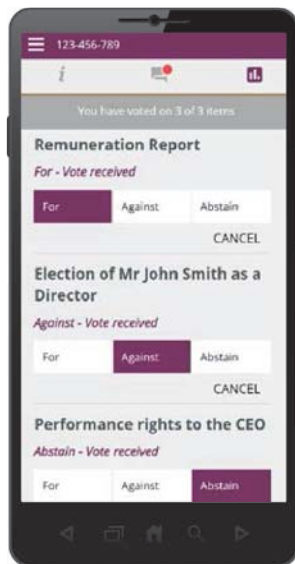 123-456-789
i
You have voted on 3 of 3 items
Remuneration Report
For - Vote received
For Against Abstain
CANCEL
Election of Mr John Smith as a
Director
Against - Vote received
For Against Abstain
CANCEL
Performance rights to the CEO
Abstain - Vote received
For Against Abstain